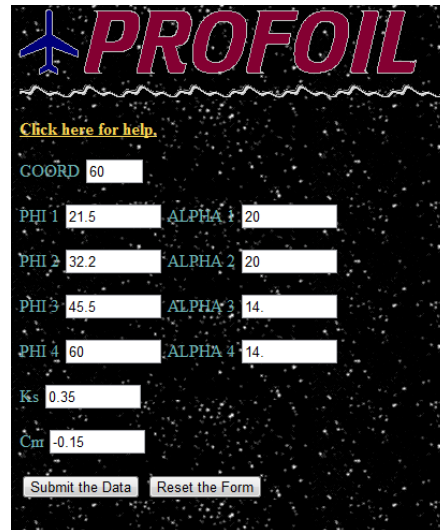 PROFOIL
Click here for help.
COORD 60
PHI 1 21.5 ALPHA 1 20
PHI 2 32.2 ALPHA 2 20
PHI 3 45.5 ALPHA 3 14.
PHI 4 60 ALPHA 4 14.
Ks 0.35
Cm -0.15
Submit the Data Reset the Form